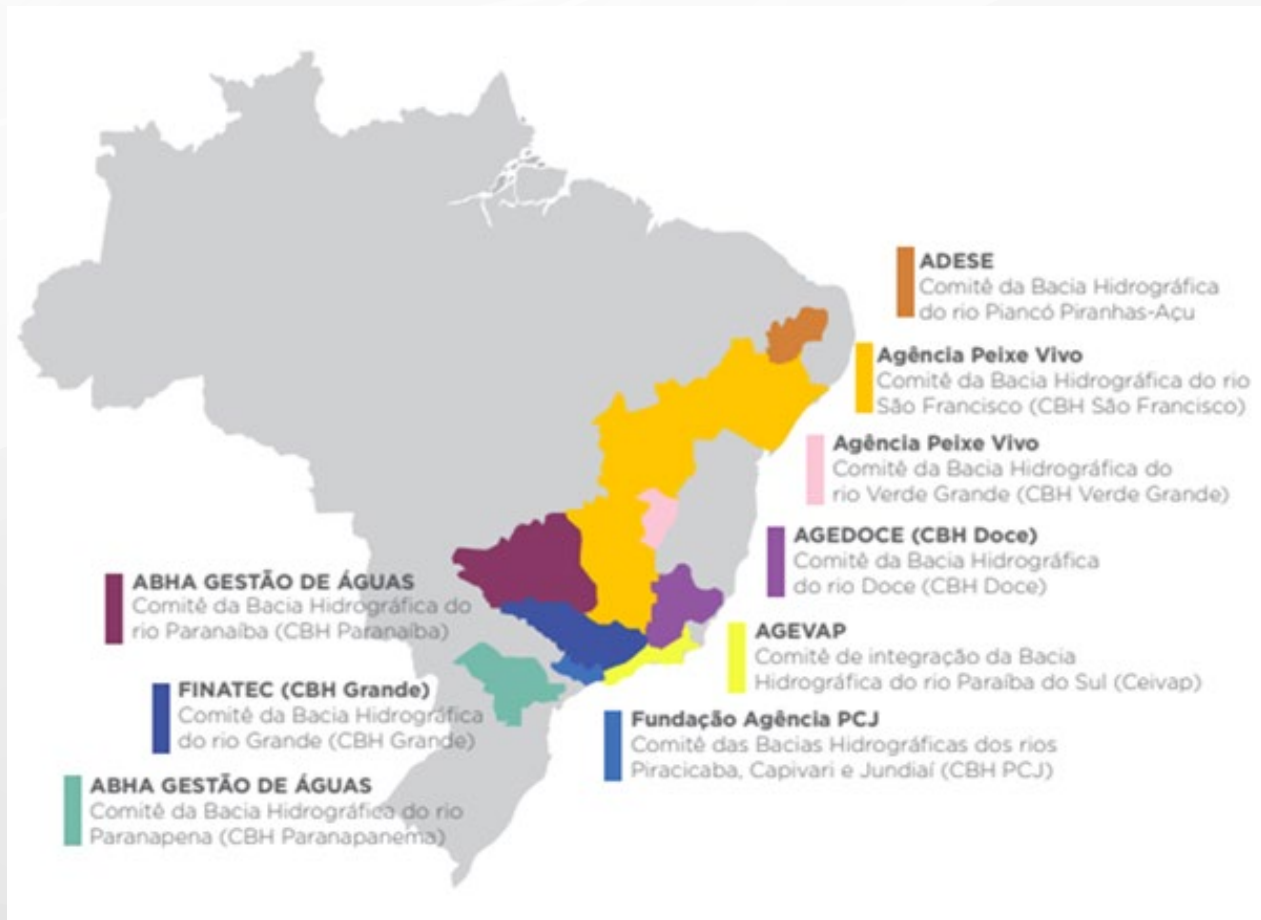 ADESE
Comitê da Bacia Hidrográfica
do rio Piancó Piranhas-Açu
Agência Peixe Vivo
Comitê da Bacia Hidrográfica do rio
São Francisco (CBH São Francisco)
Agência Peixe Vivo
Comitê da Bacia Hidrográfica do
rio Verde Grande (CBH Verde Grande)
AGEDOCE (CBH Doce)
Comitê da Bacia Hidrográfica
do rio Doce (CBH Doce)
AGEVAP
Comitê de integração da Bacia
Hidrográfica do rio Paraíba do Sul (Ceivap)
Fundação Agência PCJ
Comitê das Bacias Hidrográficas dos rios
Piracicaba, Capivari e Jundiaí (CBH PCJ)
ABHA GESTÃO DE ÁGUAS
Comitê da Bacia Hidrográfica do
rio Paranaíba (CBH Paranaíba)
FINATEC (CBH Grande)
Comitê da Bacia Hidrográfica
do rio Grande (CBH Grande)
ABHA GESTÃO DE ÁGUAS
Comitê da Bacia Hidrográfica do rio
Paranapena (CBH Paranapanema)